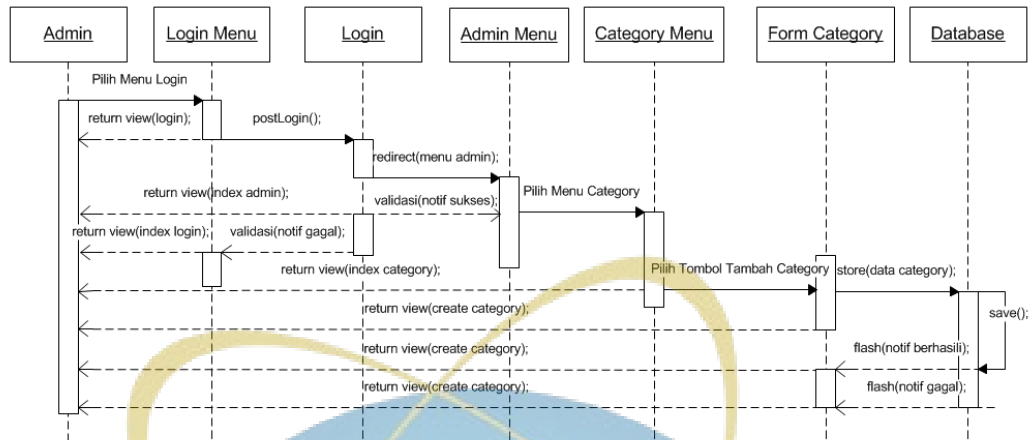 Admin
Login Menu
Login
Admin Menu
Category Menu
Form Category
Database
Pilih Menu Login
return view(login);
postLogin();
redirect(menu admin);
return view(index admin);
validasi(notif sukses);
Pilih Menu Category
return view(index login);
validasi(notif gagal);
return view(index category);
Pilih Tombol Tambah Category
store(data category);
return view(create category);
save();
return view(create category);
flash(notif berhasili);
return view(create category);
flash(notif gagal);